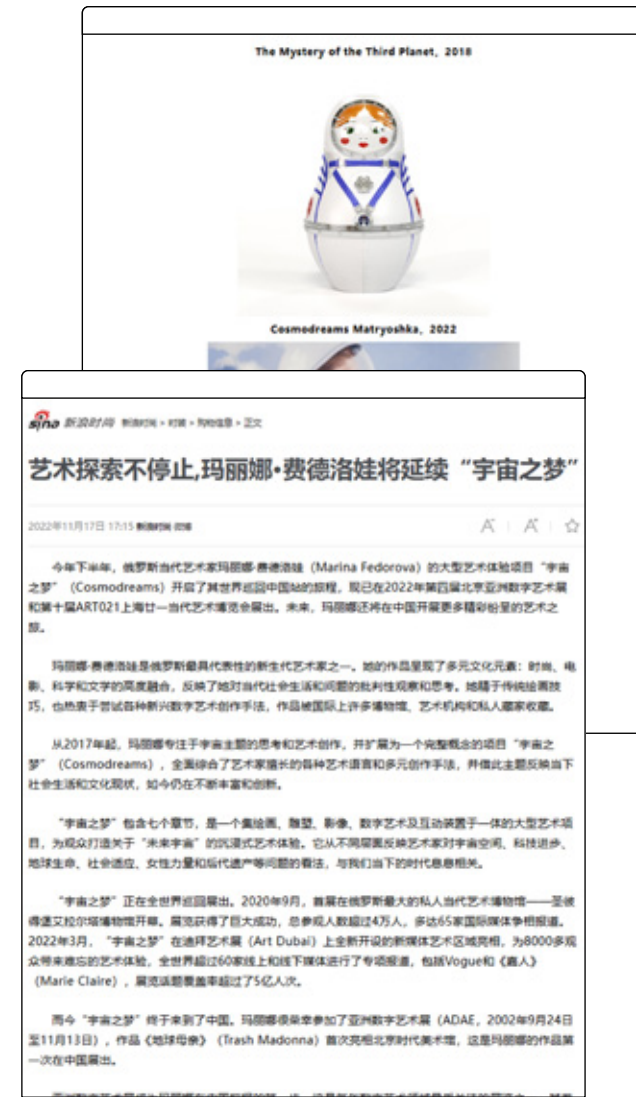 The Mystery of the Third Planet, 2018
Cosmodreams Matryoshka, 2022
sina 新浪时尚 新浪时尚 > 时装 > 购物信息 > 正文
艺术探索不停止,玛丽娜·费德洛娃将延续“宇宙之梦”
2022年11月17日 17:15 新浪时尚
今年下半年，俄罗斯当代艺术家玛丽娜·费德洛娃（Marina Fedorova）的大型艺术体验项目“宇宙
之梦”（Cosmodreams）开启了其世界巡回中国站的旅程，现已在2022年第四届北京亚洲数字艺术展
和第十届ART021上海廿一当代艺术博览会展出。未来，玛丽娜还将在中国开展更多精彩纷呈的艺术之
旅。
玛丽娜·费德洛娃是俄罗斯最具代表性的新生代艺术家之一。她的作品呈现了多元文化元素：时尚、电
影、科学和文学的高度融合，反映了她对当代社会生活和问题的批判性观察和思考。她精于传统绘画技
巧，也热衷于尝试各种新兴数字艺术创作手法，作品被国际上许多博物馆、艺术机构和私人藏家收藏。
从2017年起，玛丽娜专注于宇宙主题的思考和艺术创作，并扩展为一个完整概念的项目“宇宙之
梦”（Cosmodreams），全面综合了艺术家擅长的各种艺术语言和多元创作手法，并借此主题反映当下
社会生活和文化现状，如今仍在不断丰富和创新。
“宇宙之梦”包含七个章节，是一个集绘画、雕塑、影像、数字艺术及互动装置于一体的大型艺术项
目，为观众打造关于“未来宇宙”的沉浸式艺术体验。它从不同层面反映艺术家对宇宙空间、科技进步、
地球生命、社会适应、女性力量和后代遗产等问题的看法，与我们当下的时代息息相关。
“宇宙之梦”正在全世界巡回展出。2020年9月，首展在俄罗斯最大的私人当代艺术博物馆——圣彼
得堡艾拉尔塔博物馆开幕。展览获得了巨大成功，总参观人数超过4万人，多达65家国际媒体争相报道。
2022年3月，“宇宙之梦”在迪拜艺术展（Art Dubai）上全新开设的新媒体艺术区域亮相，为8000多观
众带来难忘的艺术体验，全世界超过60家线上和线下媒体进行了专项报道，包括Vogue和《嘉人》
（Marie Claire），展览话题覆盖率超过了5亿人次。
而今“宇宙之梦”终于来到了中国。玛丽娜很荣幸参加了亚洲数字艺术展（ADAE，2002年9月24日
至11月13日），作品《地球母亲》（Trash Madonna）首次亮相北京时代美术馆，这是玛丽娜的作品第
一次在中国展出。